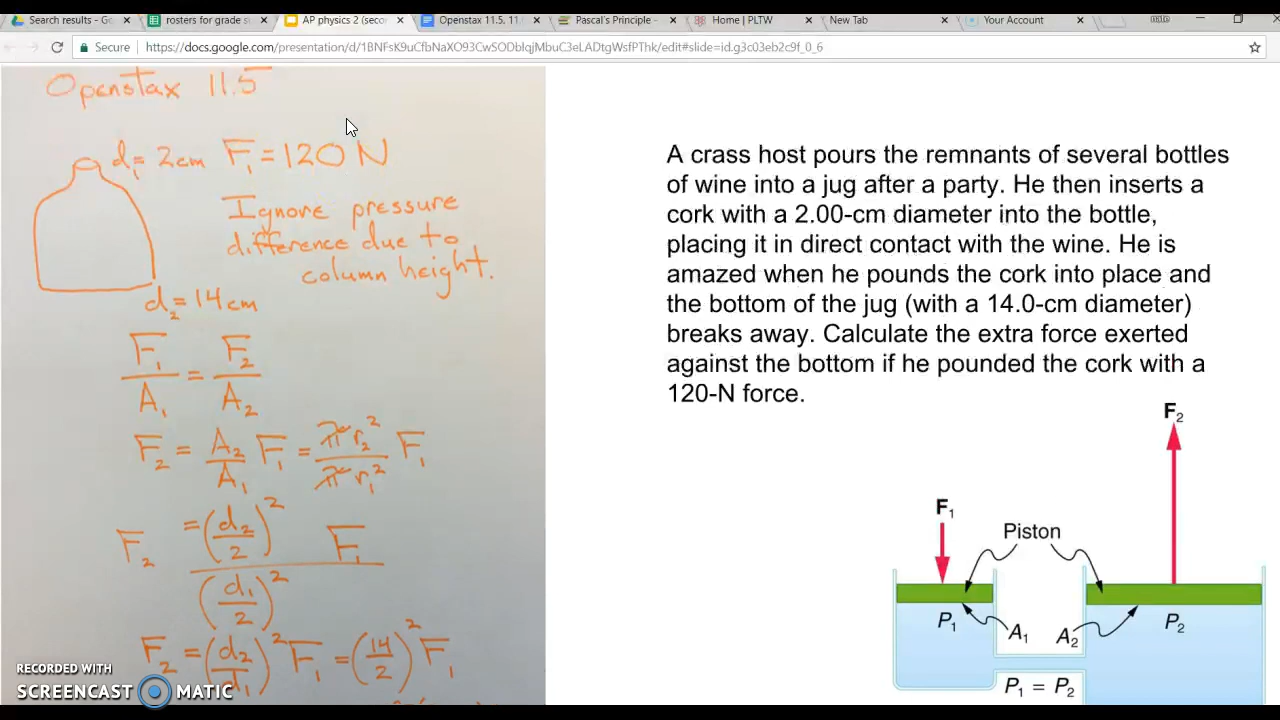 Search results - G
rosters for grade s
AP physics 2 (secon
Openstax 11.5, 11.
Pascal's Principle -
Home | PLTW
New Tab
Your Account
Secure
https://docs.google.com/presentation/d/1BNFsK9uCfbNaXO93CwSODblqjMbuC3eLADtgWsfPThk/edit#slide=id.g3c03eb2c9f_0_6
Openstax 11.5
d₁= 2cm F₁ = 120 N
Ignore pressure
difference due to
column height.
d₂ = 14 cm
F₁/A₁ = F₂/A₂
F₂ = A₂/A₁ F₁ = πr₂²/πr₁² F₁
F₂ = (d₂/2)² F₁
(d₁/2)²
F₂ = (d₂/d₁)² F₁ = (14/2)² F₁
A crass host pours the remnants of several bottles
of wine into a jug after a party. He then inserts a
cork with a 2.00-cm diameter into the bottle,
placing it in direct contact with the wine. He is
amazed when he pounds the cork into place and
the bottom of the jug (with a 14.0-cm diameter)
breaks away. Calculate the extra force exerted
against the bottom if he pounded the cork with a
120-N force.
F₂
F₁
Piston
P₁
A₁
A₂
P₂
P₁ = P₂
RECORDED WITH
SCREENCAST MATIC